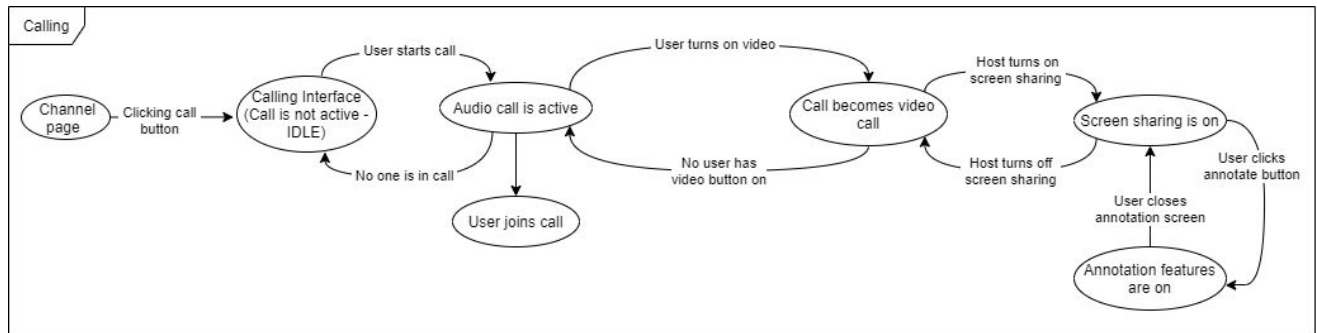 Calling
User starts call
User turns on video
Host turns on
screen sharing
Channel
page
Clicking call
button
Calling Interface
(Call is not active -
IDLE)
Audio call is active
Call becomes video
call
Screen sharing is on
No one is in call
No user has
video button on
Host turns off
screen sharing
User clicks
annotate button
User joins call
User closes
annotation screen
Annotation features
are on